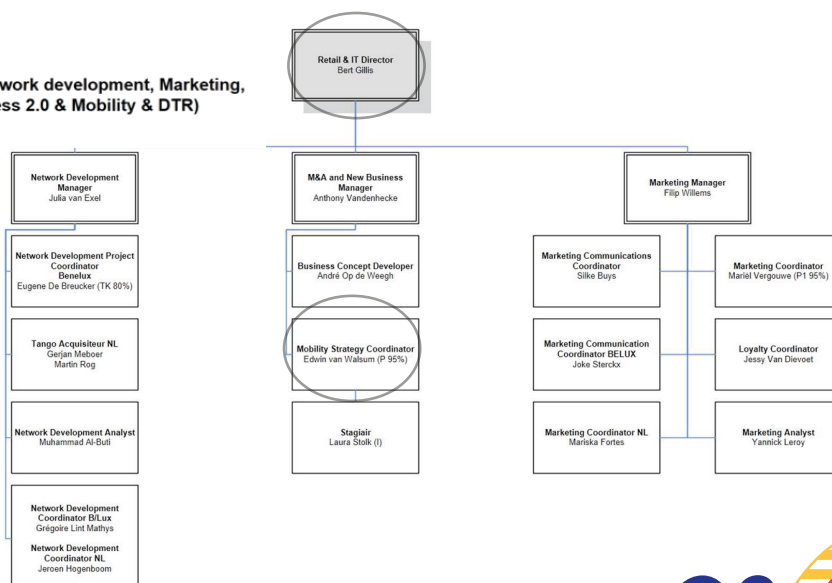 Retail & IT Director
Bert Gillis
work development, Marketing,
ess 2.0 & Mobility & DTR)
Network Development
Manager
Julia van Exel
M&A and New Business
Manager
Anthony Vandenhecke
Marketing Manager
Filip Willems
Network Development Project
Coordinator
Benelux
Eugene De Breucker (TK 80%)
Business Concept Developer
André Op de Weegh
Marketing Communications
Coordinator
Silke Buys
Marketing Coordinator
Mariël Vergouwe (P1 95%)
Tango Acquisiteur NL
Gerjan Meboer
Martin Rog
Mobility Strategy Coordinator
Edwin van Walsum (P 95%)
Marketing Communication
Coordinator BELUX
Joke Sterckx
Loyalty Coordinator
Jessy Van Dievoet
Network Development Analyst
Muhammad Al-Buti
Stagiair
Laura Stolk (I)
Marketing Coordinator NL
Mariska Fortes
Marketing Analyst
Yannick Leroy
Network Development
Coordinator B/Lux
Grégoire Lint Mathys
Network Development
Coordinator NL
Jeroen Hogenboom